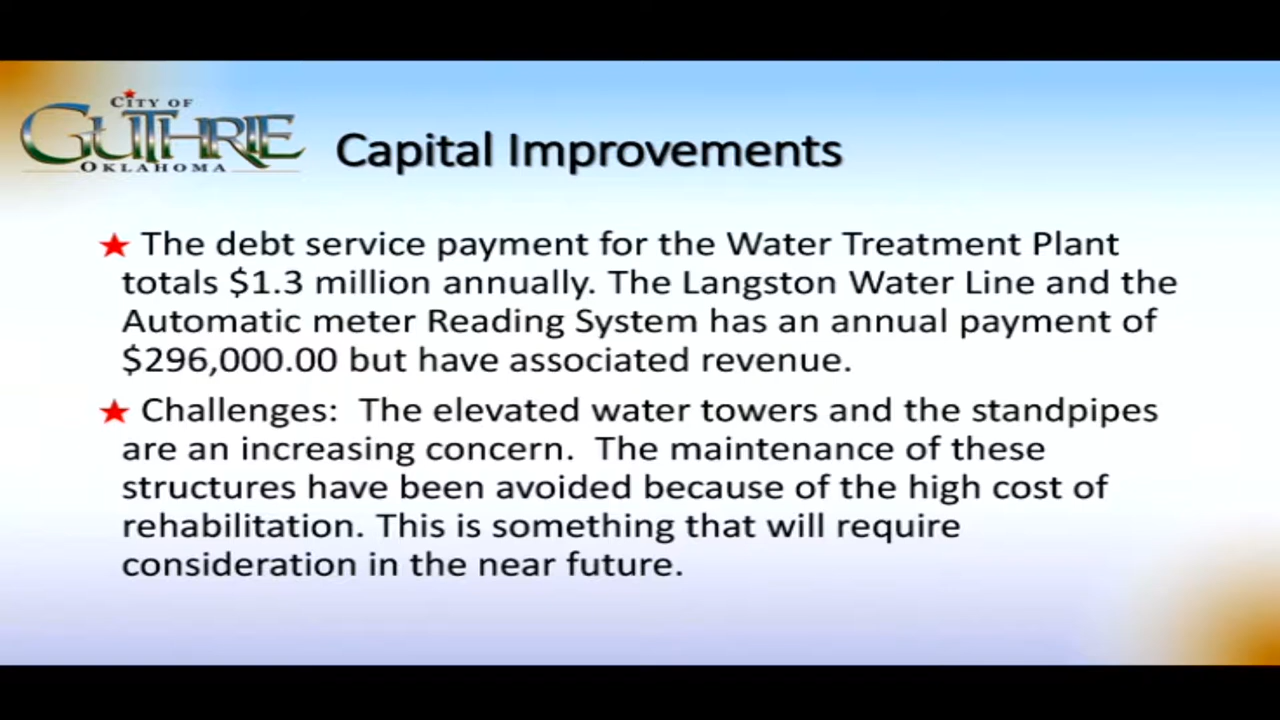 CITY OF
GUTHRIE
OKLAHOMA
Capital Improvements
The debt service payment for the Water Treatment Plant
totals $1.3 million annually. The Langston Water Line and the
Automatic meter Reading System has an annual payment of
$296,000.00 but have associated revenue.
Challenges:  The elevated water towers and the standpipes
are an increasing concern.  The maintenance of these
structures have been avoided because of the high cost of
rehabilitation. This is something that will require
consideration in the near future.